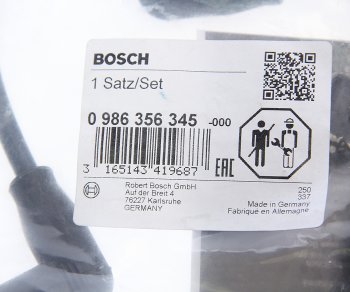 BOSCH
1 Satz/Set
0 986 356 345 -000
3 165143 419687
EAC
Robert Bosch GmbH
Auf der Breit 4
76227 Karlsruhe
GERMANY
250
337
Made in Germany
Fabriqué en Allemagne